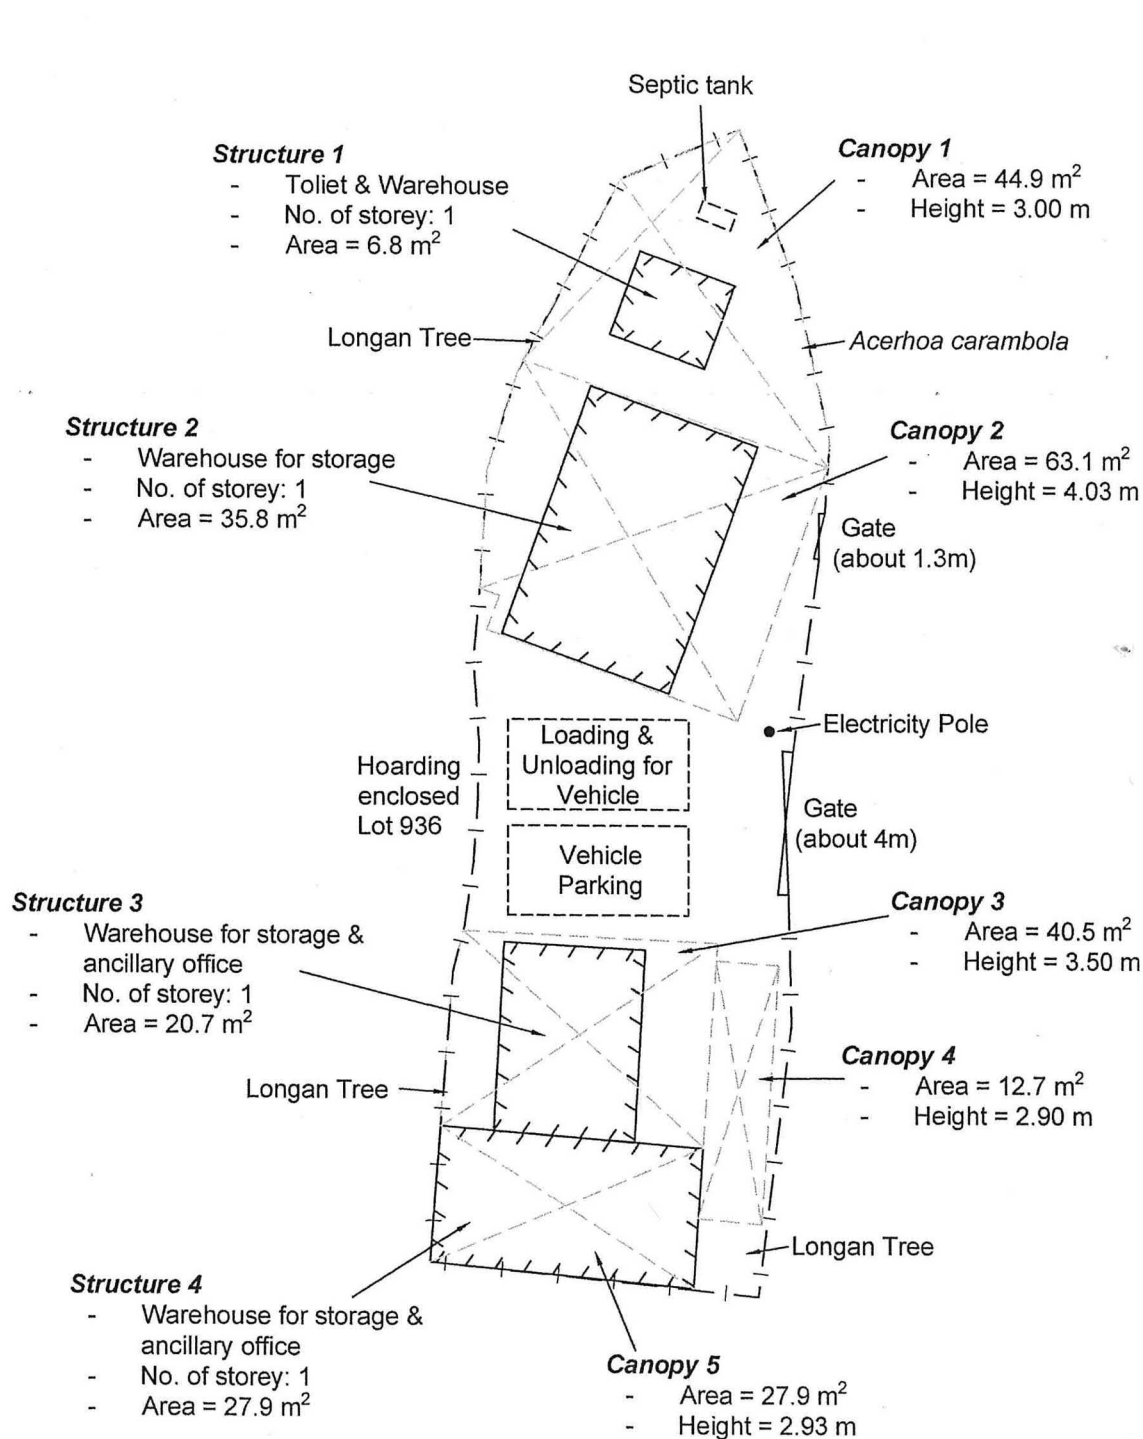 Septic tank
Structure 1
- Toliet & Warehouse
- No. of storey: 1
- Area = 6.8 m²
Canopy 1
- Area = 44.9 m²
- Height = 3.00 m
Longan Tree
Acerhoa carambola
Structure 2
- Warehouse for storage
- No. of storey: 1
- Area = 35.8 m²
Canopy 2
- Area = 63.1 m²
- Height = 4.03 m
Gate
(about 1.3m)
Electricity Pole
Loading &
Unloading for
Vehicle
Hoarding
enclosed
Lot 936
Gate
(about 4m)
Vehicle
Parking
Structure 3
- Warehouse for storage &
ancillary office
- No. of storey: 1
- Area = 20.7 m²
Canopy 3
- Area = 40.5 m²
- Height = 3.50 m
Canopy 4
- Area = 12.7 m²
- Height = 2.90 m
Longan Tree
Longan Tree
Structure 4
- Warehouse for storage &
ancillary office
- No. of storey: 1
- Area = 27.9 m²
Canopy 5
- Area = 27.9 m²
- Height = 2.93 m